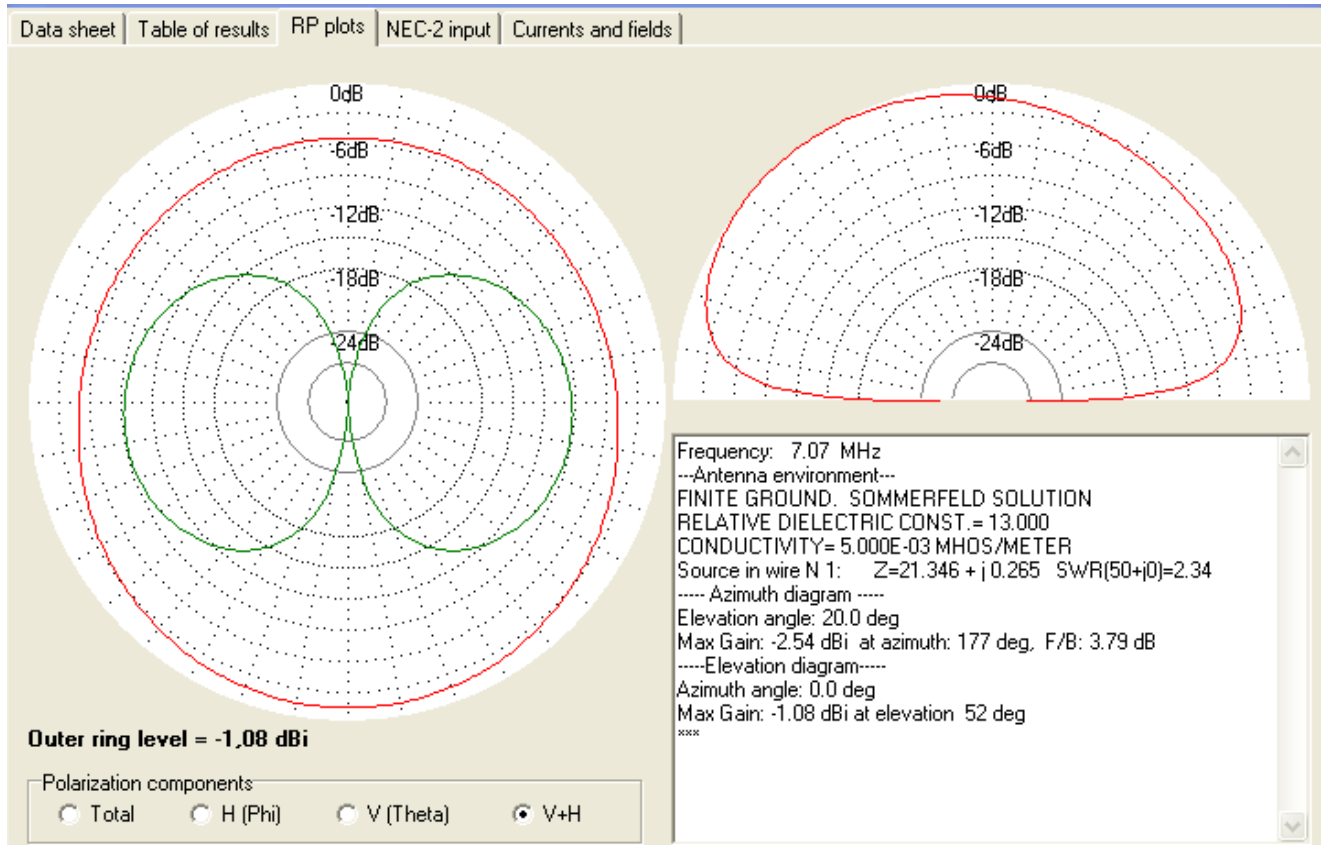 Data sheet Table of results RP plots NEC-2 input Currents and fields
0dB
-6dB
-12dB
-18dB
-24dB
0dB
-6dB
-12dB
-18dB
-24dB
Outer ring level = -1,08 dBi
Polarization components
Total H (Phi) V (Theta) V+H
Frequency: 7.07 MHz
---Antenna environment---
FINITE GROUND. SOMMERFELD SOLUTION
RELATIVE DIELECTRIC CONST.= 13.000
CONDUCTIVITY= 5.000E-03 MHOS/METER
Source in wire N 1: Z=21.346 + j 0.265 SWR(50+j0)=2.34
----- Azimuth diagram -----
Elevation angle: 20.0 deg
Max Gain: -2.54 dBi at azimuth: 177 deg, F/B: 3.79 dB
-----Elevation diagram-----
Azimuth angle: 0.0 deg
Max Gain: -1.08 dBi at elevation 52 deg
***